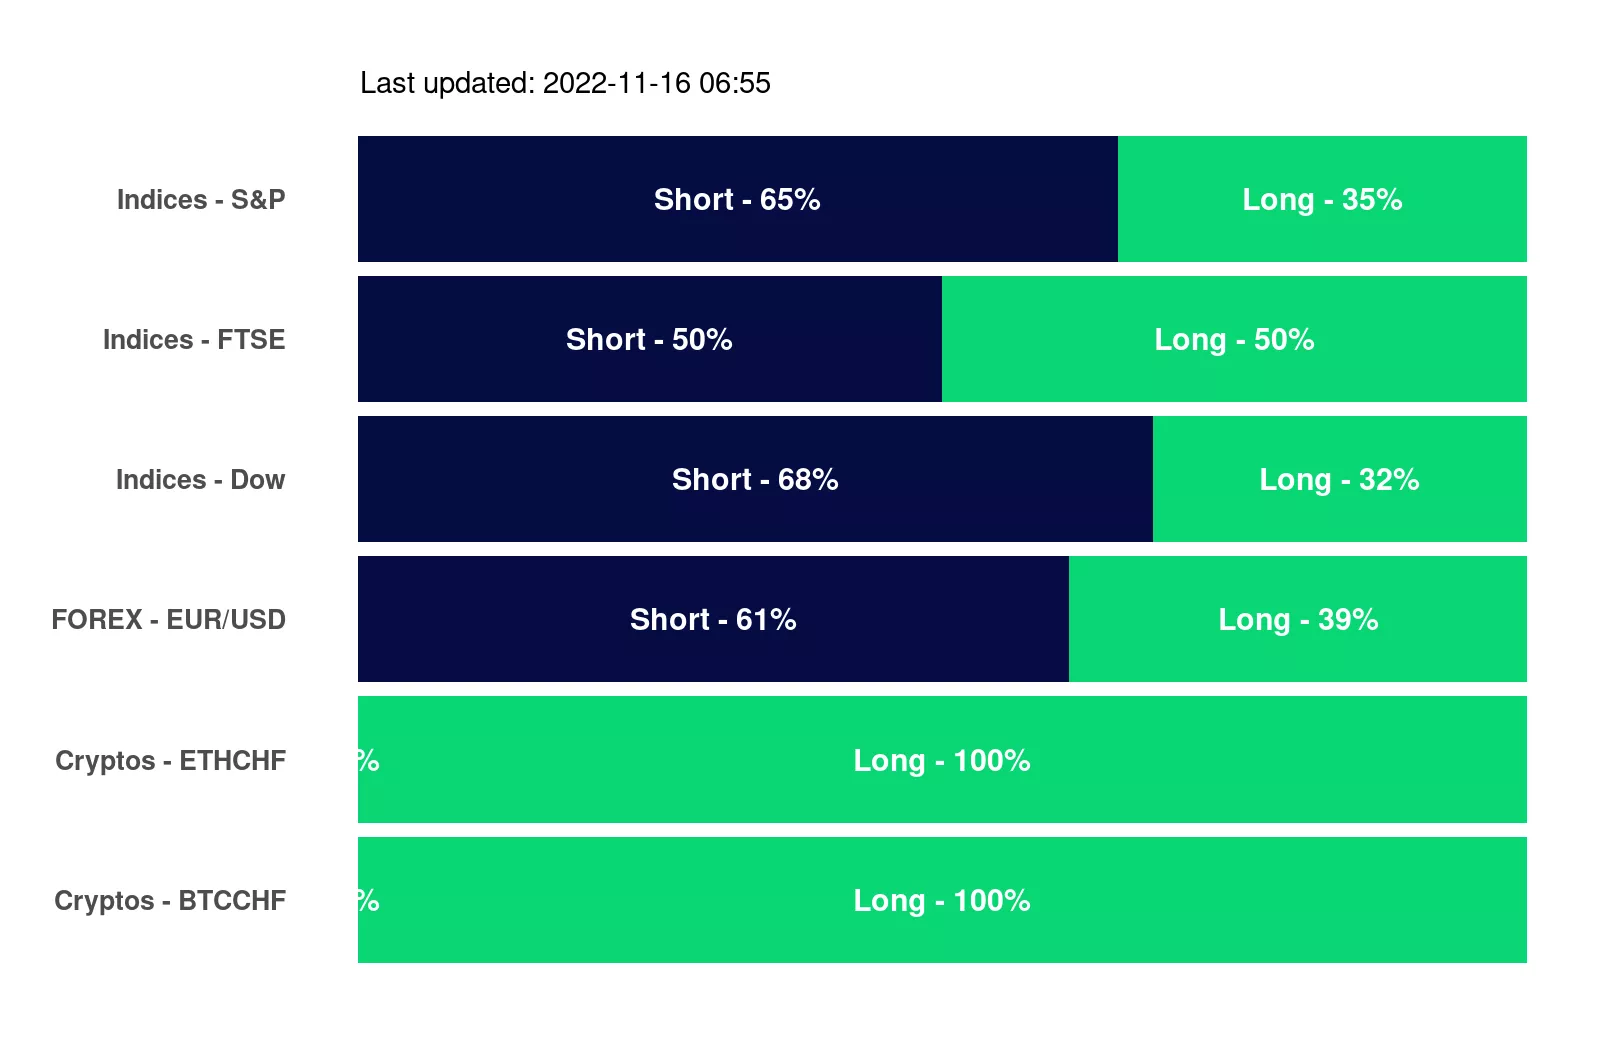 Last updated: 2022-11-16 06:55
Indices - S&P Short - 65% Long - 35%
Indices - FTSE Short - 50% Long - 50%
Indices - Dow Short - 68% Long - 32%
FOREX - EUR/USD Short - 61% Long - 39%
Cryptos - ETHCHF % Long - 100%
Cryptos - BTCCHF % Long - 100%